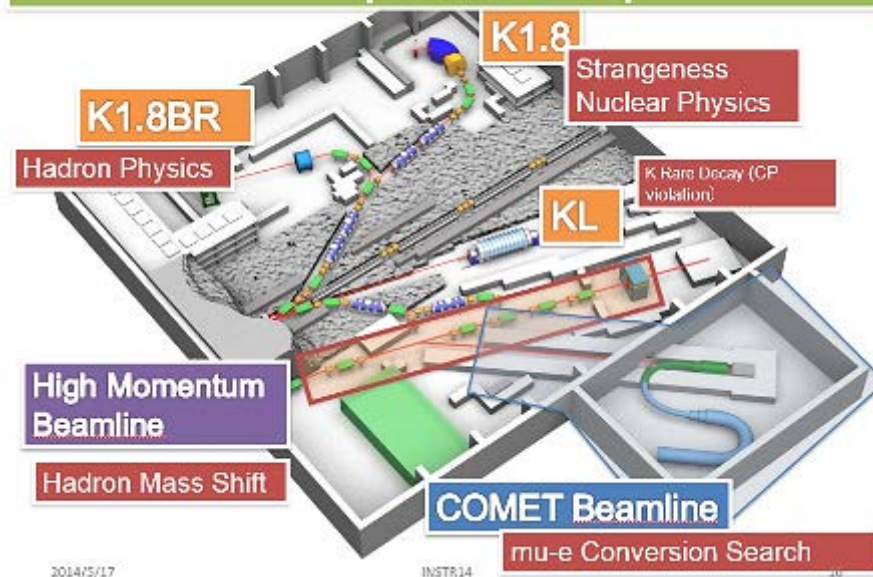 K1.8
Strangeness
Nuclear Physics
K1.8BR
Hadron Physics
K Rare Decay (CP
violation)
KL
High Momentum
Beamline
Hadron Mass Shift
COMET Beamline
mu-e Conversion Search
2014/5/17
INSTR14